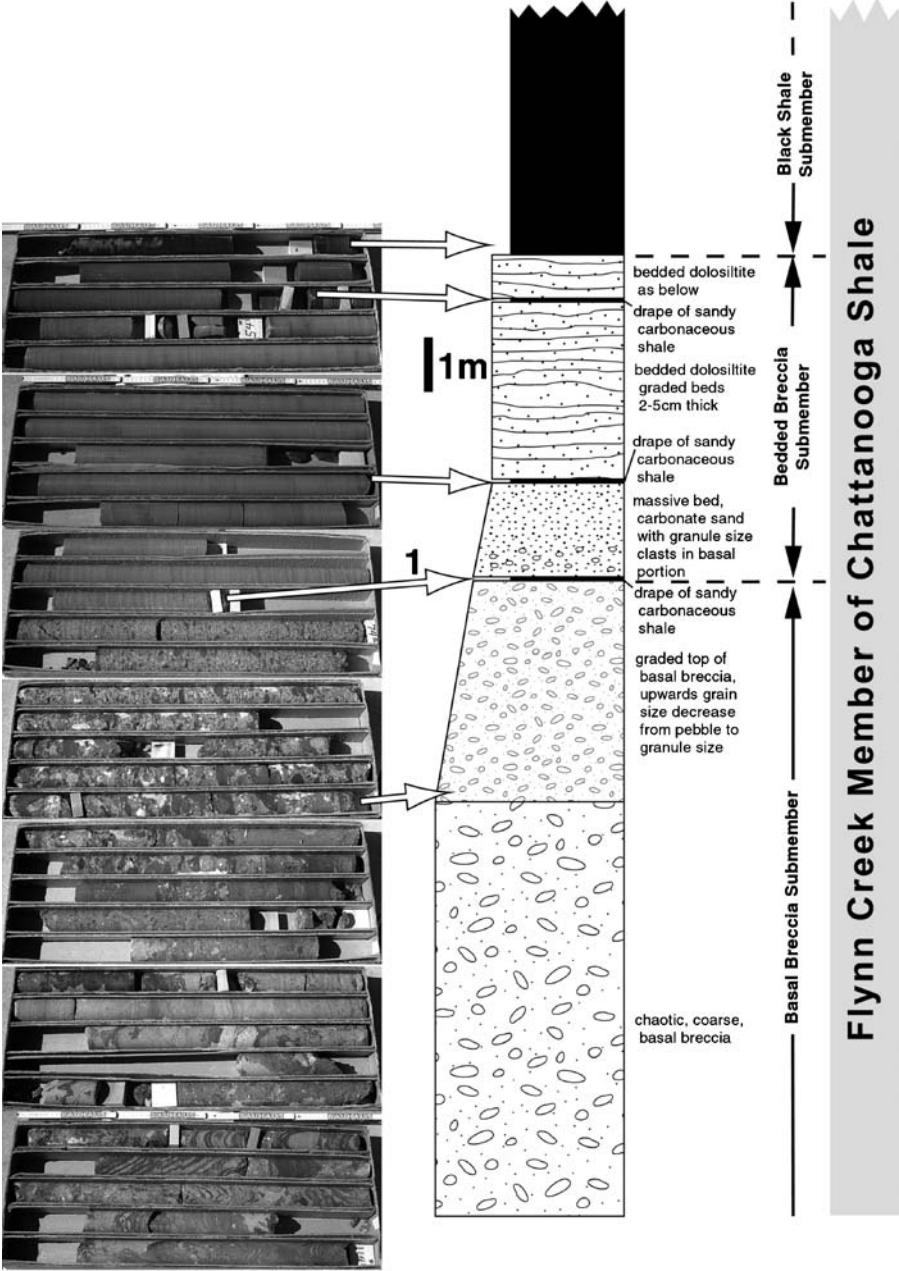 Black Shale
Submember
bedded dolosiltite
as below
drape of sandy
carbonaceous
shale
1m
bedded dolosiltite
graded beds
2-5cm thick
Bedded Breccia
Submember
drape of sandy
carbonaceous
shale
massive bed,
carbonate sand
with granule size
clasts in basal
portion
1
drape of sandy
carbonaceous
shale
graded top of
basal breccia,
upwards grain
size decrease
from pebble to
granule size
Basal Breccia Submember
chaotic, coarse,
basal breccia
Flynn Creek Member of Chattanooga Shale